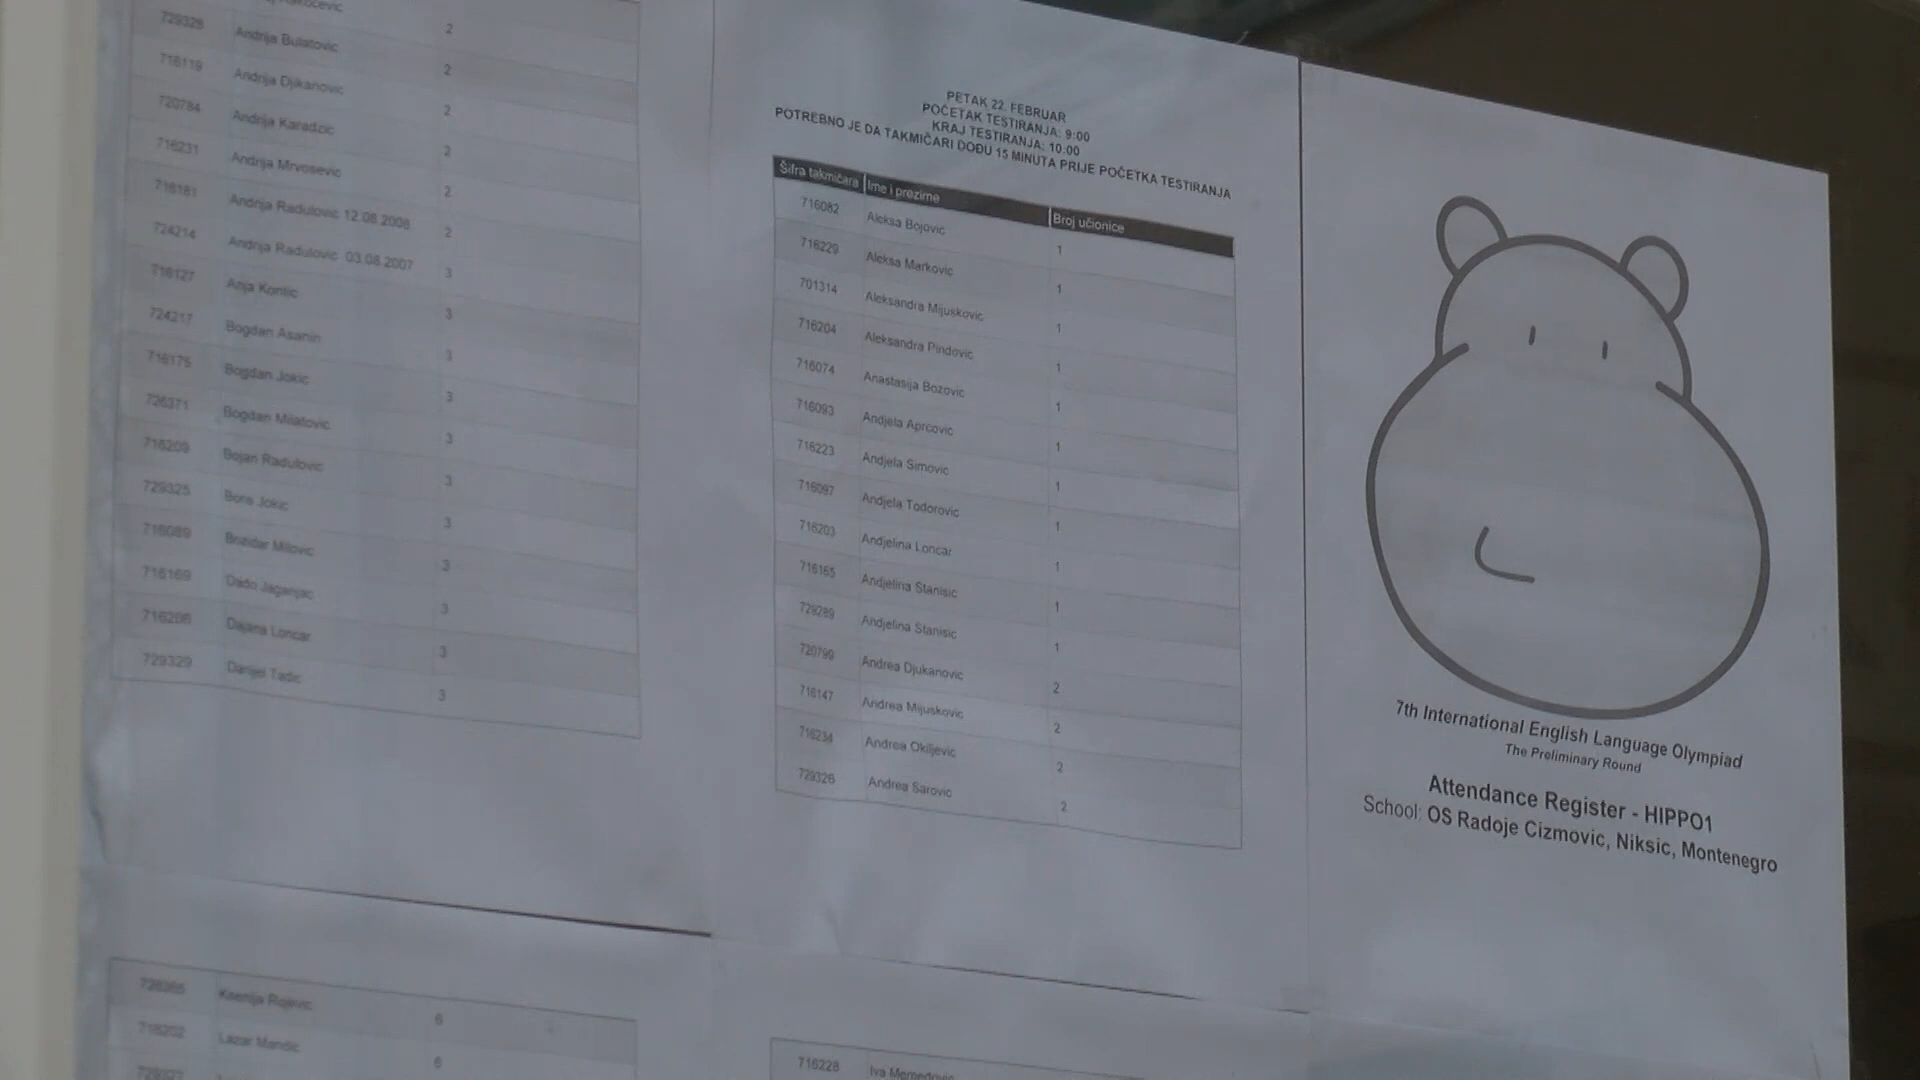 2
729328 Andrija Bulatovic 2
716119 Andrija Djikanovic 2
720784 Andrija Karadzic 2
716231 Andrija Mrvosevic 2
716181 Andrija Radulovic 12.08.2008 2
724214 Andrija Radulovic 03.08.2007 3
716127 Anja Kontic 3
724217 Bogdan Asanin 3
716175 Bogdan Jokic 3
726371 Bogdan Milatovic 3
716209 Bojan Radulovic 3
729325 Boris Jokic 3
716089 Bozidar Milovic 3
716169 Dado Jaganjac 3
716206 Dajana Loncar 3
729329 Danijel Tadic 3
PETAK 22. FEBRUAR
POČETAK TESTIRANJA: 9:00
KRAJ TESTIRANJA: 10:00
POTREBNO JE DA TAKMIČARI DOĐU 15 MINUTA PRIJE POČETKA TESTIRANJA
Šifra takmičara Ime i prezime Broj učionice
716082 Aleksa Bojovic 1
716229 Aleksa Markovic 1
701314 Aleksandra Mijuskovic 1
716204 Aleksandra Pindovic 1
716074 Anastasija Bozovic 1
716093 Andjela Aprcovic 1
716223 Andjela Simovic 1
716097 Andjela Todorovic 1
716203 Andjelina Loncar 1
716165 Andjelina Stanisic 1
729289 Andjelina Stanisic 1
720799 Andrea Djukanovic 2
716147 Andrea Mijuskovic 2
716234 Andrea Okiljevic 2
729326 Andrea Sarovic 2
7th International English Language Olympiad
The Preliminary Round
Attendance Register - HIPPO1
School: OS Radoje Cizmovic, Niksic, Montenegro
Ksenija Rojevic 6
716202 Lazar Mandic 6
716228 Iva Memedovic